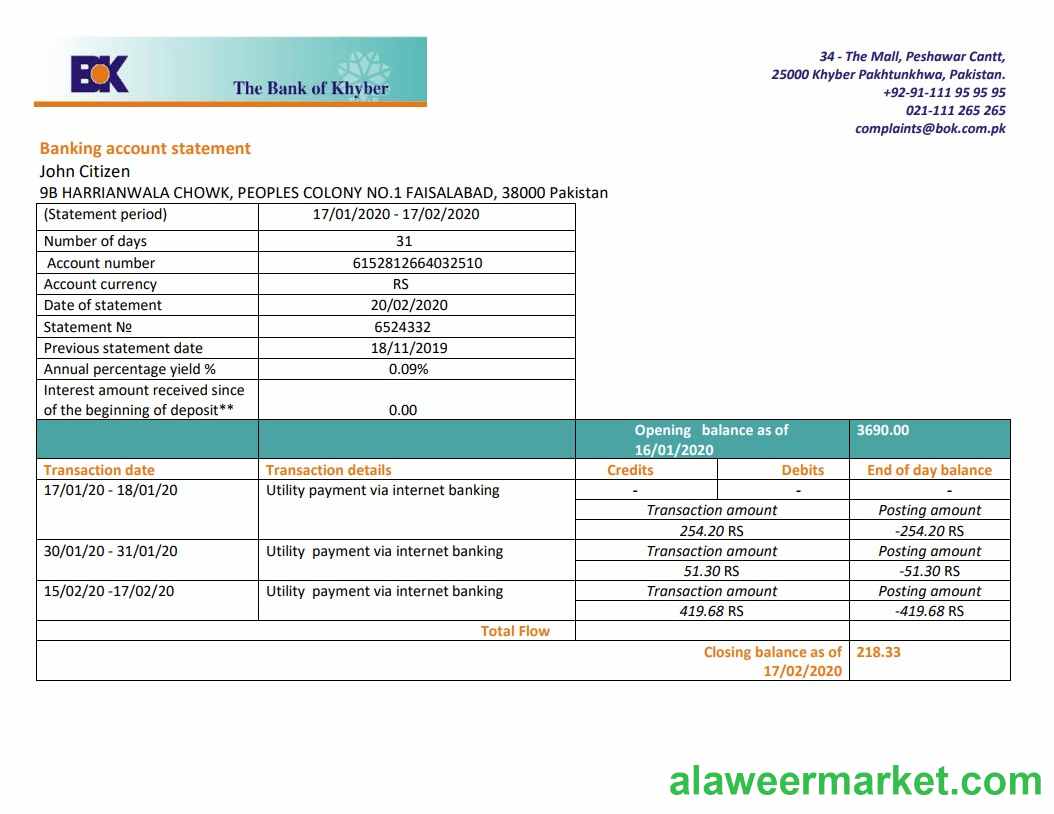 BOK
The Bank of Khyber
34 - The Mall, Peshawar Cantt,
25000 Khyber Pakhtunkhwa, Pakistan.
+92-91-111 95 95 95
021-111 265 265
complaints@bok.com.pk
Banking account statement
John Citizen
9B HARRIANWALA CHOWK, PEOPLES COLONY NO.1 FAISALABAD, 38000 Pakistan
(Statement period) 17/01/2020 - 17/02/2020
Number of days 31
Account number 6152812664032510
Account currency RS
Date of statement 20/02/2020
Statement № 6524332
Previous statement date 18/11/2019
Annual percentage yield % 0.09%
Interest amount received since
of the beginning of deposit** 0.00
Opening balance as of 3690.00
16/01/2020
Transaction date Transaction details Credits Debits End of day balance
17/01/20 - 18/01/20 Utility payment via internet banking - - -
Transaction amount Posting amount
254.20 RS -254.20 RS
30/01/20 - 31/01/20 Utility payment via internet banking Transaction amount Posting amount
51.30 RS -51.30 RS
15/02/20 -17/02/20 Utility payment via internet banking Transaction amount Posting amount
419.68 RS -419.68 RS
Total Flow
Closing balance as of 218.33
17/02/2020
alaweermarket.com